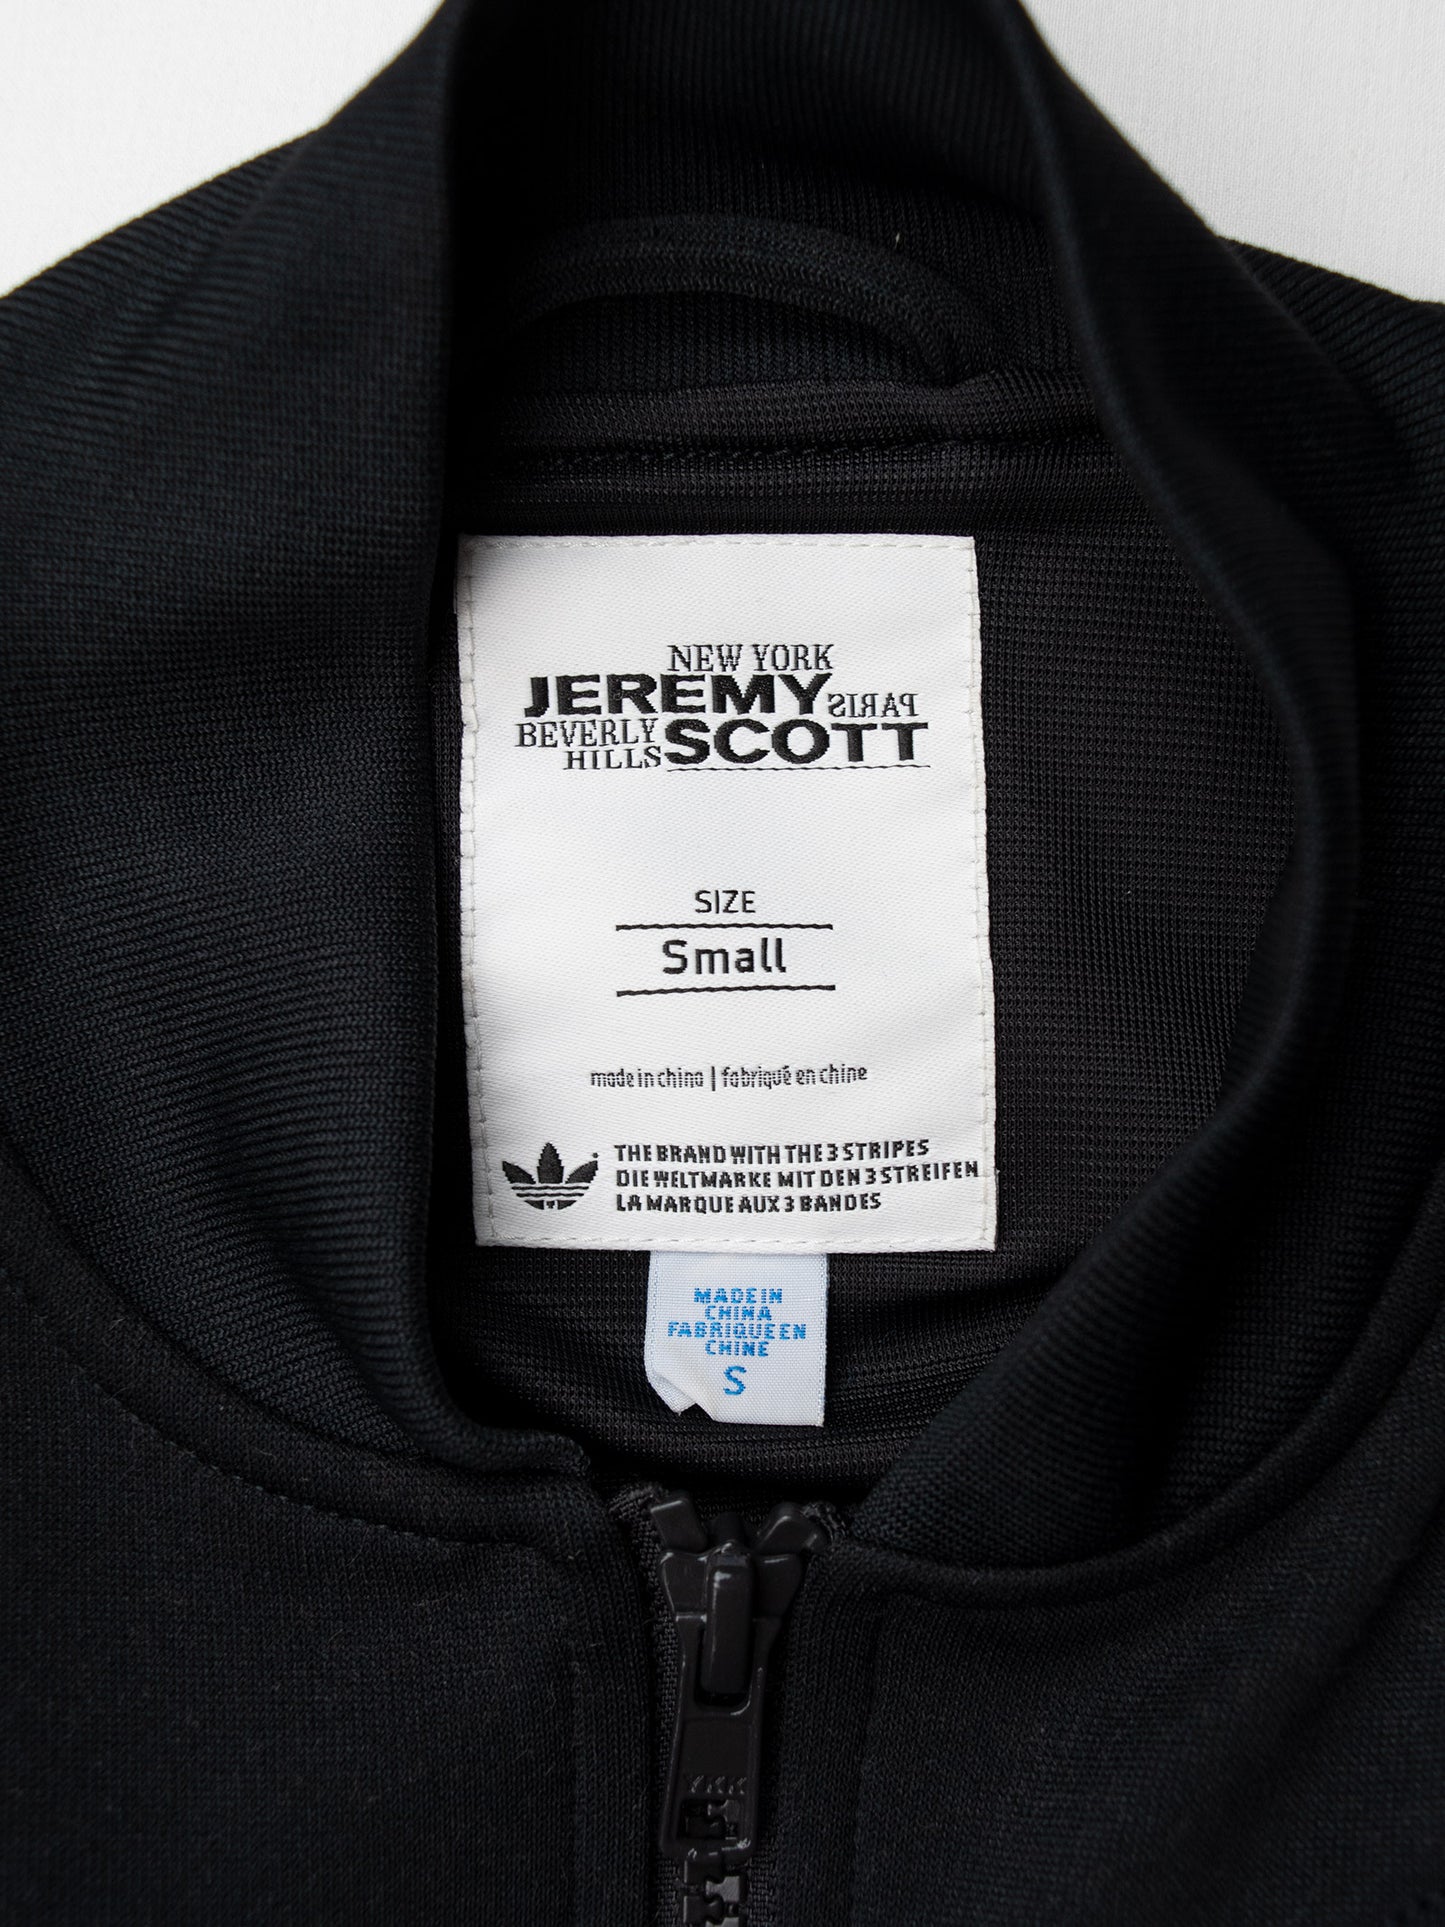 NEW YORK
JEREMY PARIS
BEVERLY SCOTT
HILLS
SIZE
Small
made in china | fabriqué en chine
THE BRAND WITH THE 3 STRIPES
DIE WELTMARKE MIT DEN 3 STREIFEN
LA MARQUE AUX 3 BANDES
MADE IN
CHINA
FABRIQUE EN
CHINE
S
YKK